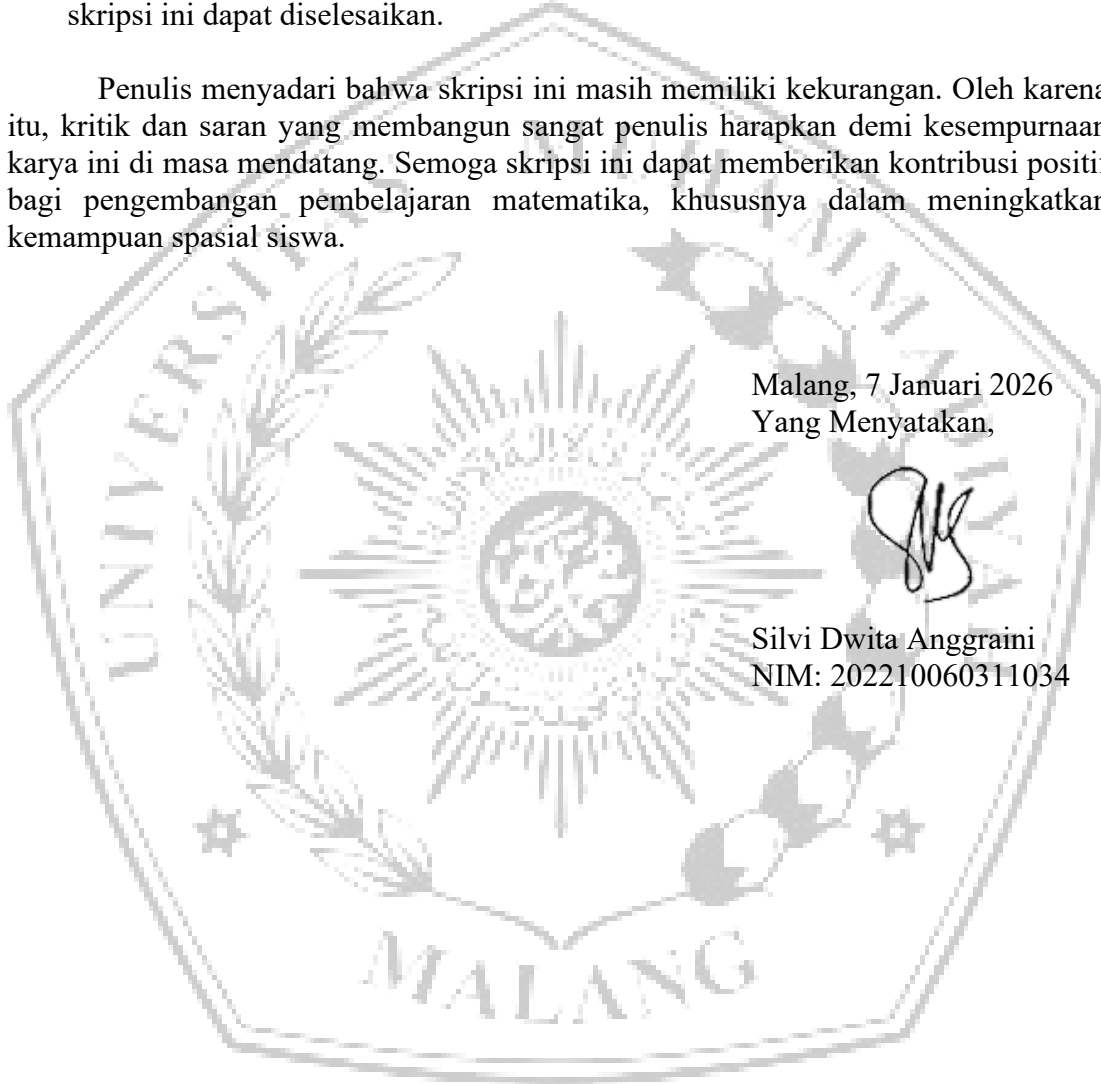 skripsi ini dapat diselesaikan.
Penulis menyadari bahwa skripsi ini masih memiliki kekurangan. Oleh karena
itu, kritik dan saran yang membangun sangat penulis harapkan demi kesempurnaan
karya ini di masa mendatang. Semoga skripsi ini dapat memberikan kontribusi positif
bagi pengembangan pembelajaran matematika, khususnya dalam meningkatkan
kemampuan spasial siswa.
Malang, 7 Januari 2026
Yang Menyatakan,
Silvi Dwita Anggraini
NIM: 202210060311034
UNIVERSITAS MUHAMMADIYAH
MALANG